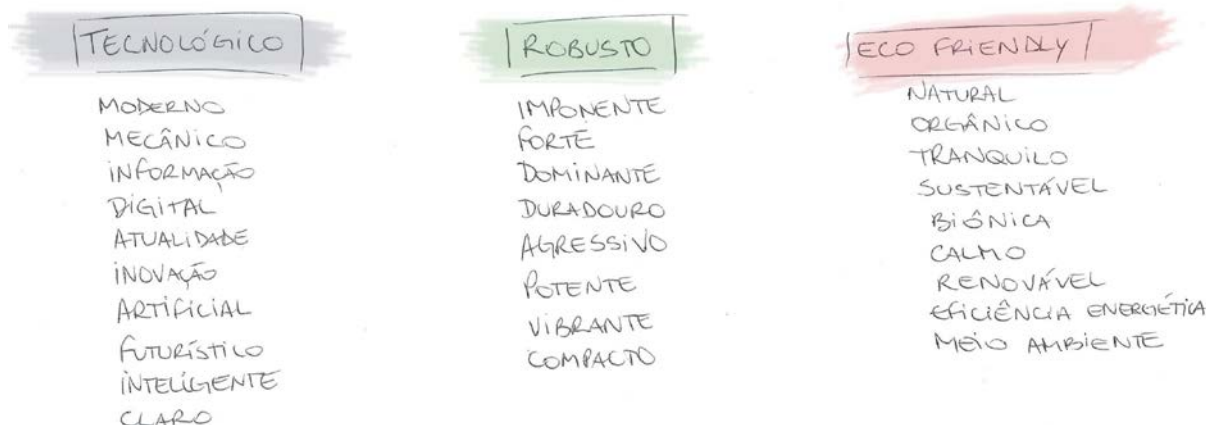 TECNOLÓGICO
MODERNO
MECÂNICO
INFORMAÇÃO
DIGITAL
ATUALIDADE
INOVAÇÃO
ARTIFICIAL
FUTURÍSTICO
INTELIGENTE
CLARO
ROBUSTO
IMPONENTE
FORTE
DOMINANTE
DURADOURO
AGRESSIVO
POTENTE
VIBRANTE
COMPACTO
ECO FRIENDLY
NATURAL
ORGÂNICO
TRANQUILO
SUSTENTÁVEL
BIÔNICA
CALMO
RENOVÁVEL
EFICIÊNCIA ENERGÉTICA
MEIO AMBIENTE